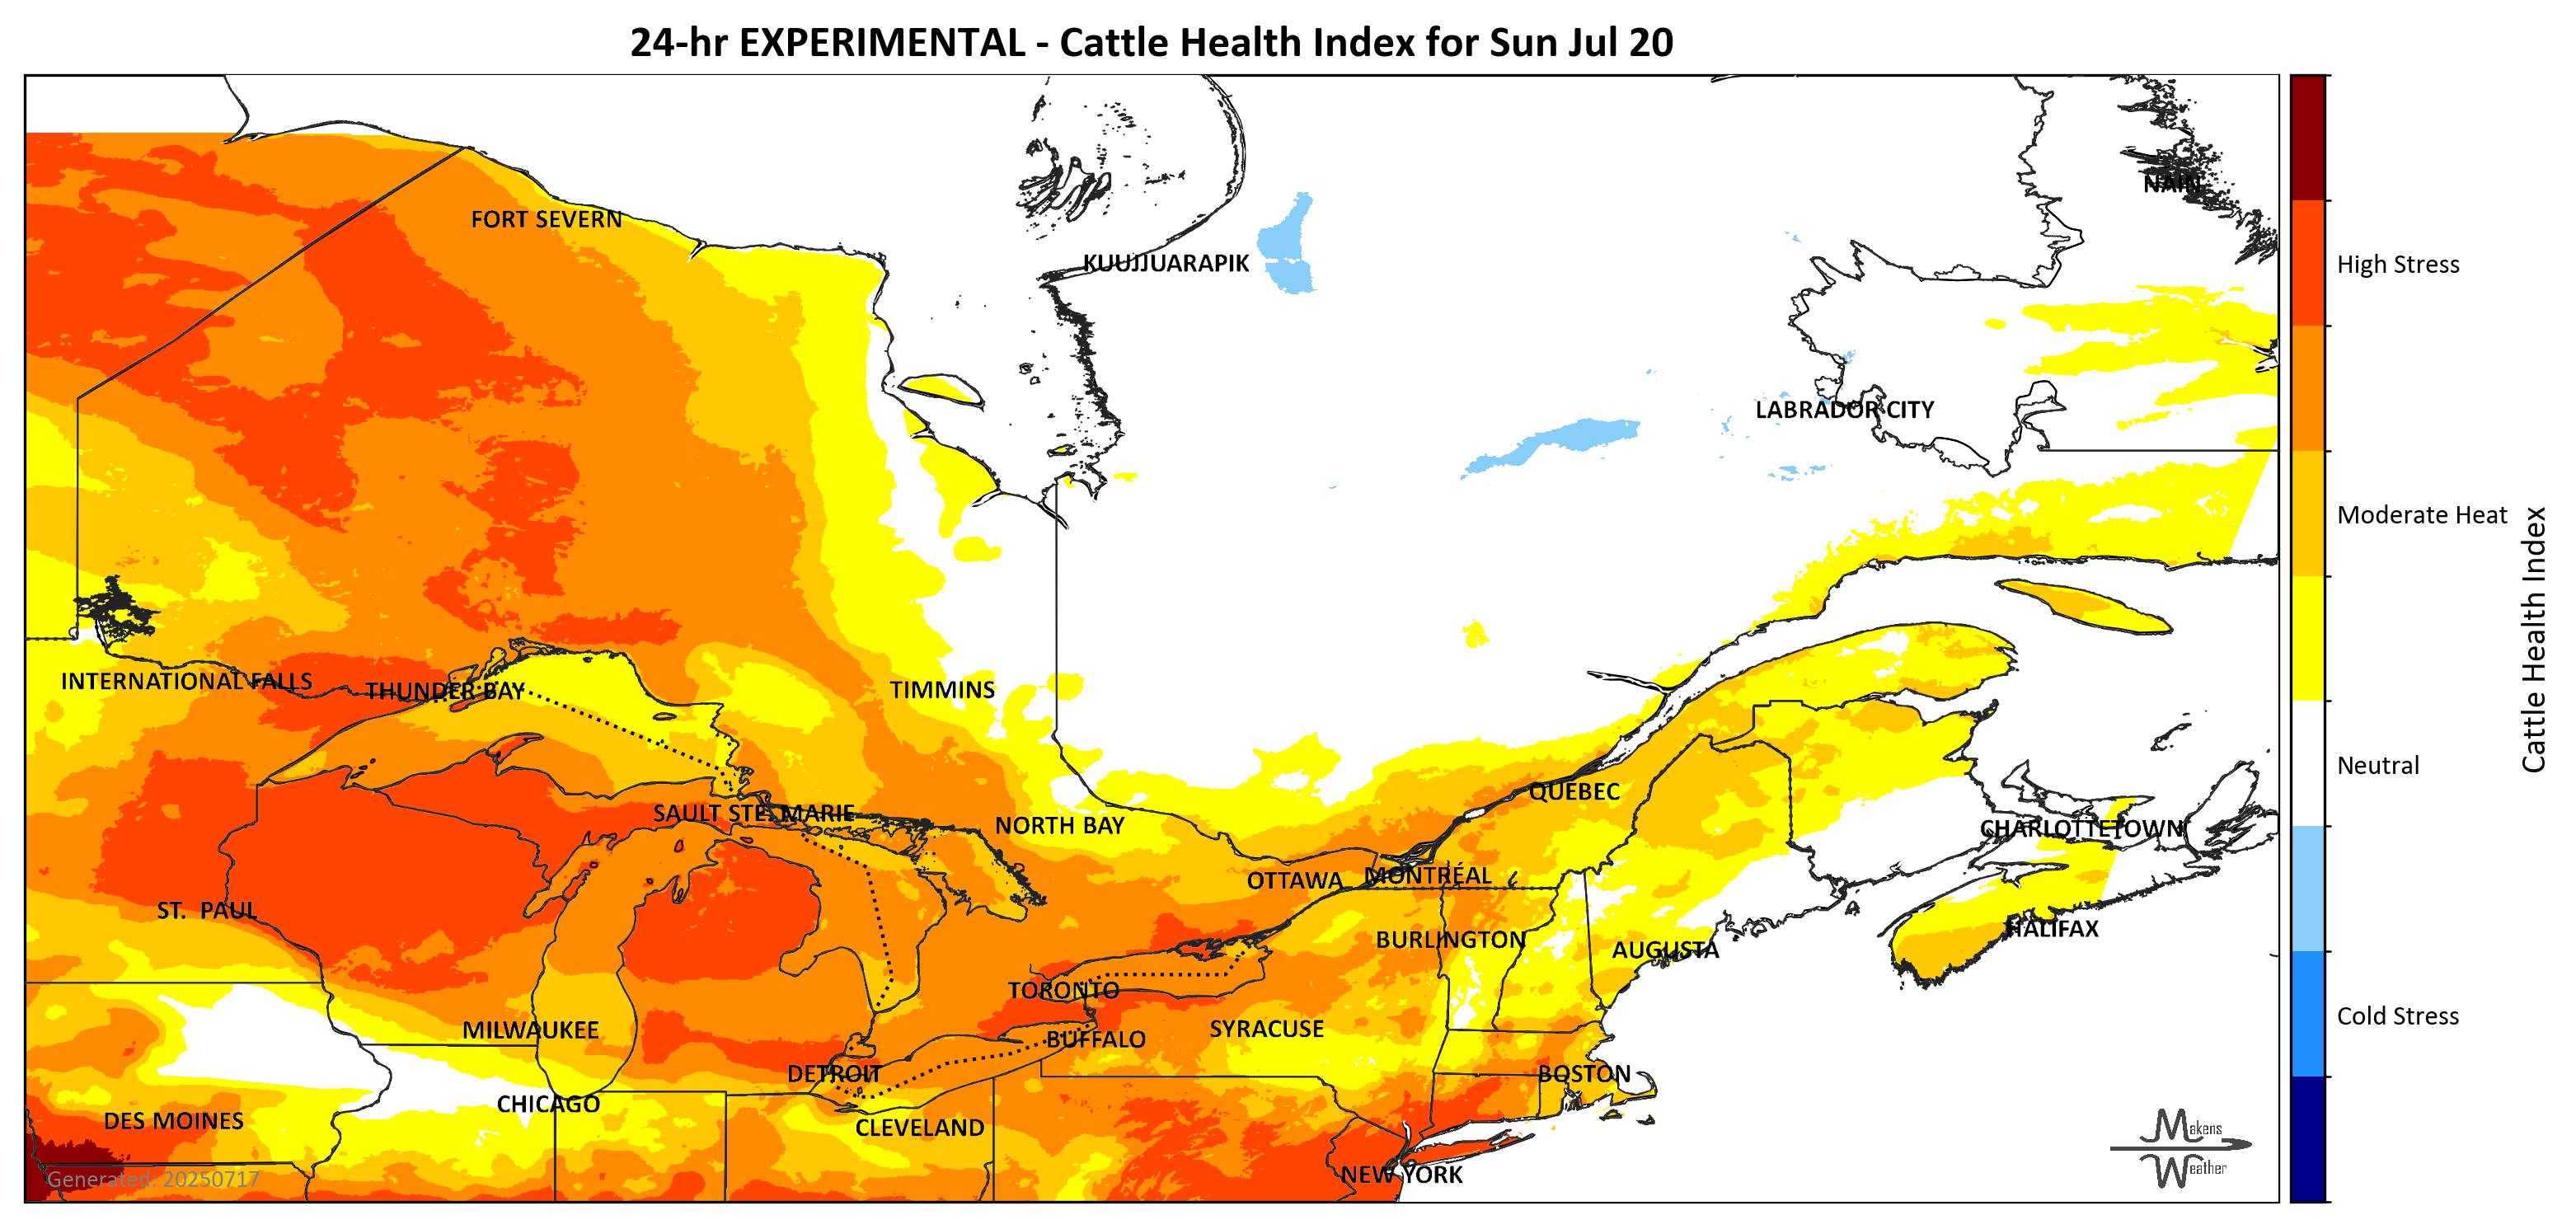 24-hr EXPERIMENTAL - Cattle Health Index for Sun Jul 20
NAIN
FORT SEVERN
KUUJJUARAPIK
High Stress
LABRADOR CITY
Moderate Heat
Cattle Health Index
INTERNATIONAL FALLS
THUNDER BAY
TIMMINS
Neutral
QUEBEC
SAULT STE. MARIE
NORTH BAY
CHARLOTTETOWN
OTTAWA
MONTRÉAL
ST. PAUL
HALIFAX
BURLINGTON
AUGUSTA
TORONTO
Cold Stress
MILWAUKEE
SYRACUSE
BUFFALO
DETROIT
BOSTON
CHICAGO
DES MOINES
CLEVELAND
Makens
Weather
NEW YORK
Generated: 20250717